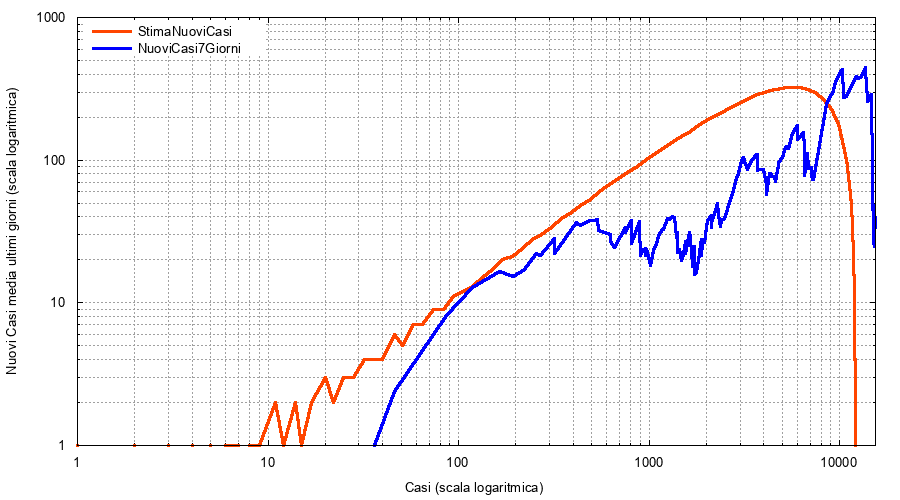 1000
StimaNuoviCasi
NuoviCasi7Giorni
100
10
1
Nuovi Casi media ultimi giorni (scala logaritmica)
1 10 100 1000 10000
Casi (scala logaritmica)